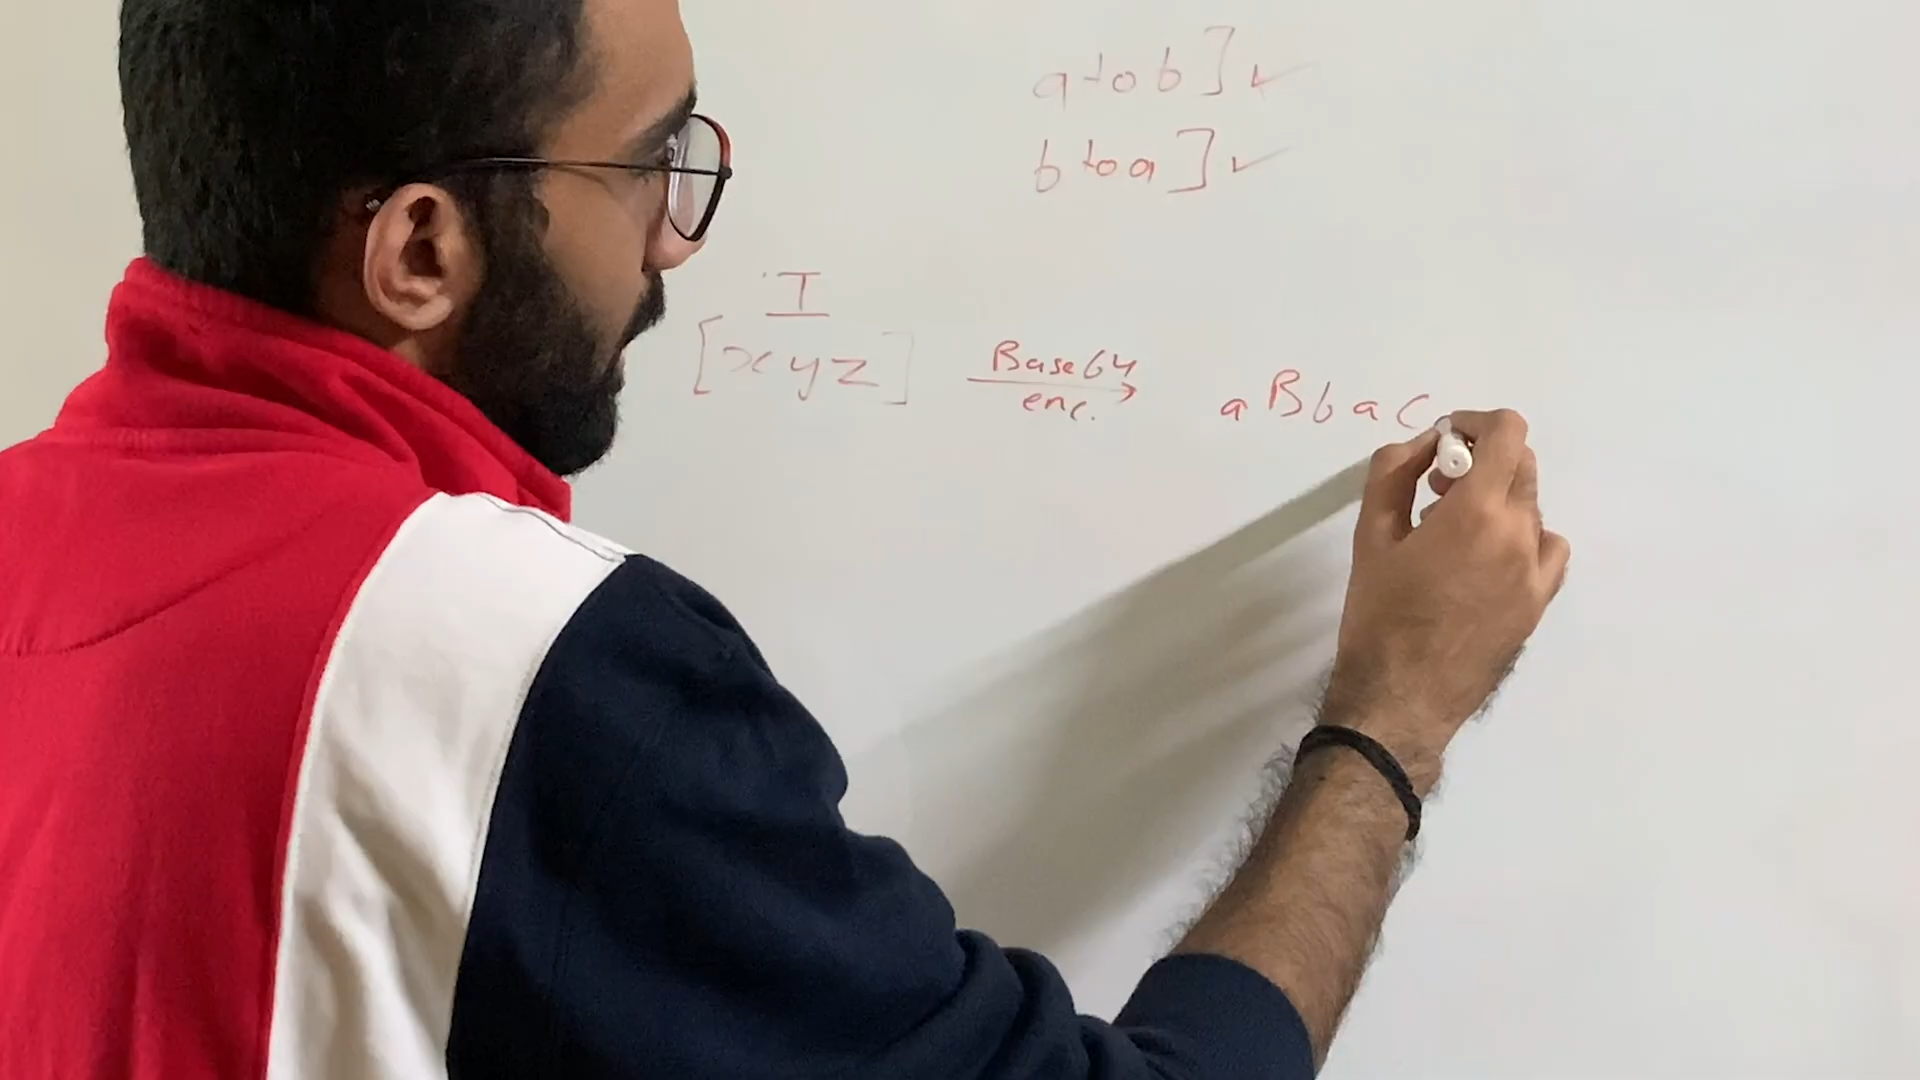 atob] ✓
btoa] ✓
I
[xyz]
Base64
enc.
aBbaC